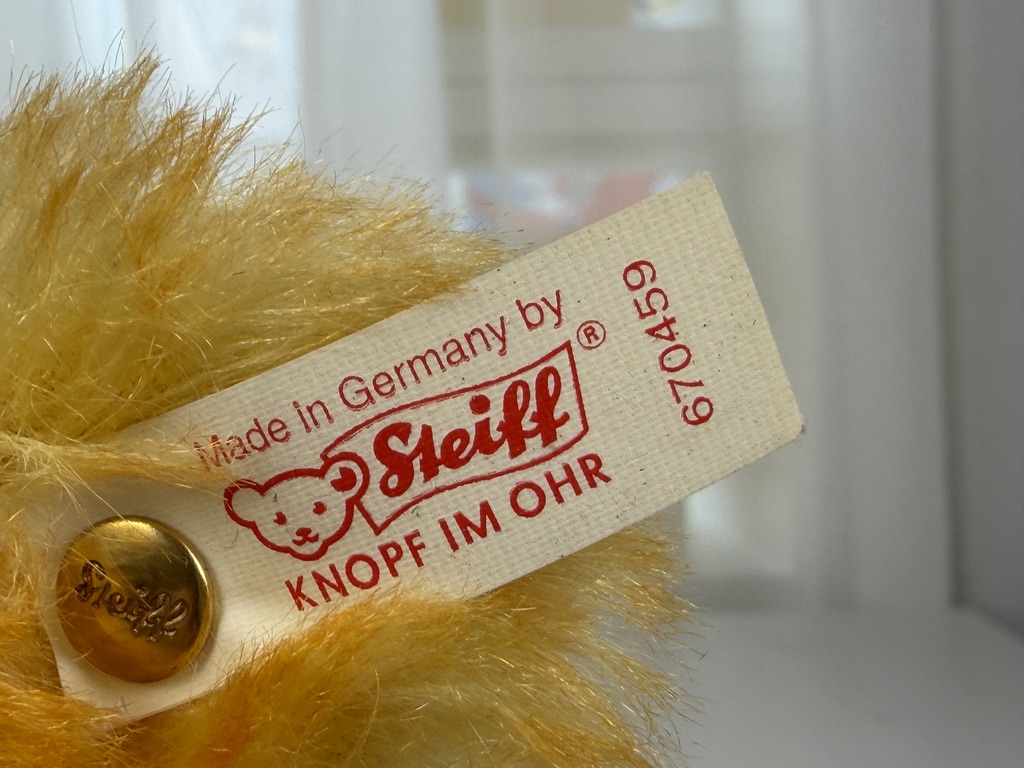 Made in Germany by
Steiff®
KNOPF IM OHR
670459
Steiff